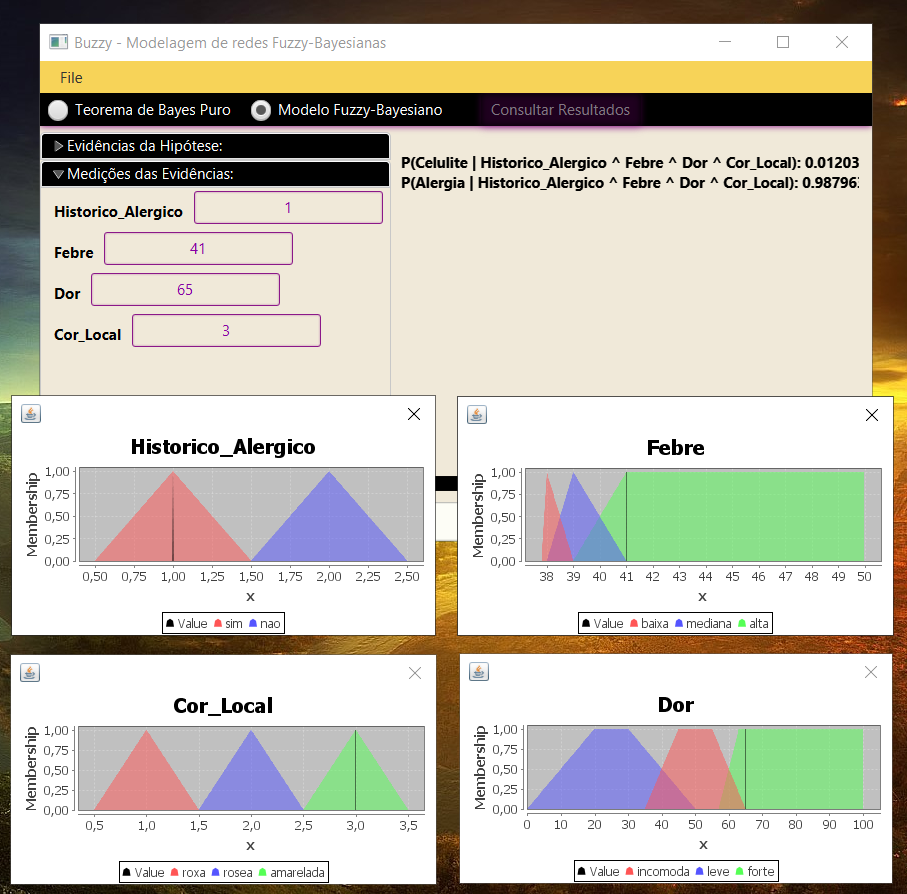 Buzzy - Modelagem de redes Fuzzy-Bayesianas
File
Teorema de Bayes Puro Modelo Fuzzy-Bayesiano Consultar Resultados
Evidências da Hipótese:
Medições das Evidências:
Historico_Alergico 1
Febre 41
Dor 65
Cor_Local 3
P(Celulite | Historico_Alergico ^ Febre ^ Dor ^ Cor_Local): 0.01203
P(Alergia | Historico_Alergico ^ Febre ^ Dor ^ Cor_Local): 0.98796
Historico_Alergico
Membership
1,00
0,75
0,50
0,25
0,00
0,50 0,75 1,00 1,25 1,50 1,75 2,00 2,25 2,50
x
Value sim nao
Febre
Membership
1,00
0,75
0,50
0,25
0,00
38 39 40 41 42 43 44 45 46 47 48 49 50
x
Value baixa mediana alta
Cor_Local
Membership
1,00
0,75
0,50
0,25
0,00
0,5 1,0 1,5 2,0 2,5 3,0 3,5
x
Value roxa rosea amarelada
Dor
Membership
1,00
0,75
0,50
0,25
0,00
0 10 20 30 40 50 60 70 80 90 100
x
Value incomoda leve forte